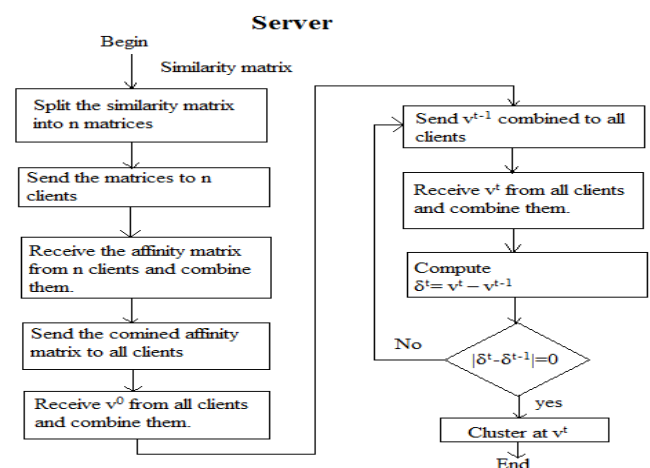 Server
Begin
Similarity matrix
Split the similarity matrix
into n matrices
Send the matrices to n
clients
Receive the affinity matrix
from n clients and combine
them.
Send the comined affinity
matrix to all clients
Receive v⁰ from all clients
and combine them.
Send vᵗ⁻¹ combined to all
clients
Receive vᵗ from all clients
and combine them.
Compute
δᵗ= vᵗ – vᵗ⁻¹
No
|δᵗ-δᵗ⁻¹|=0
yes
Cluster at vᵗ
End